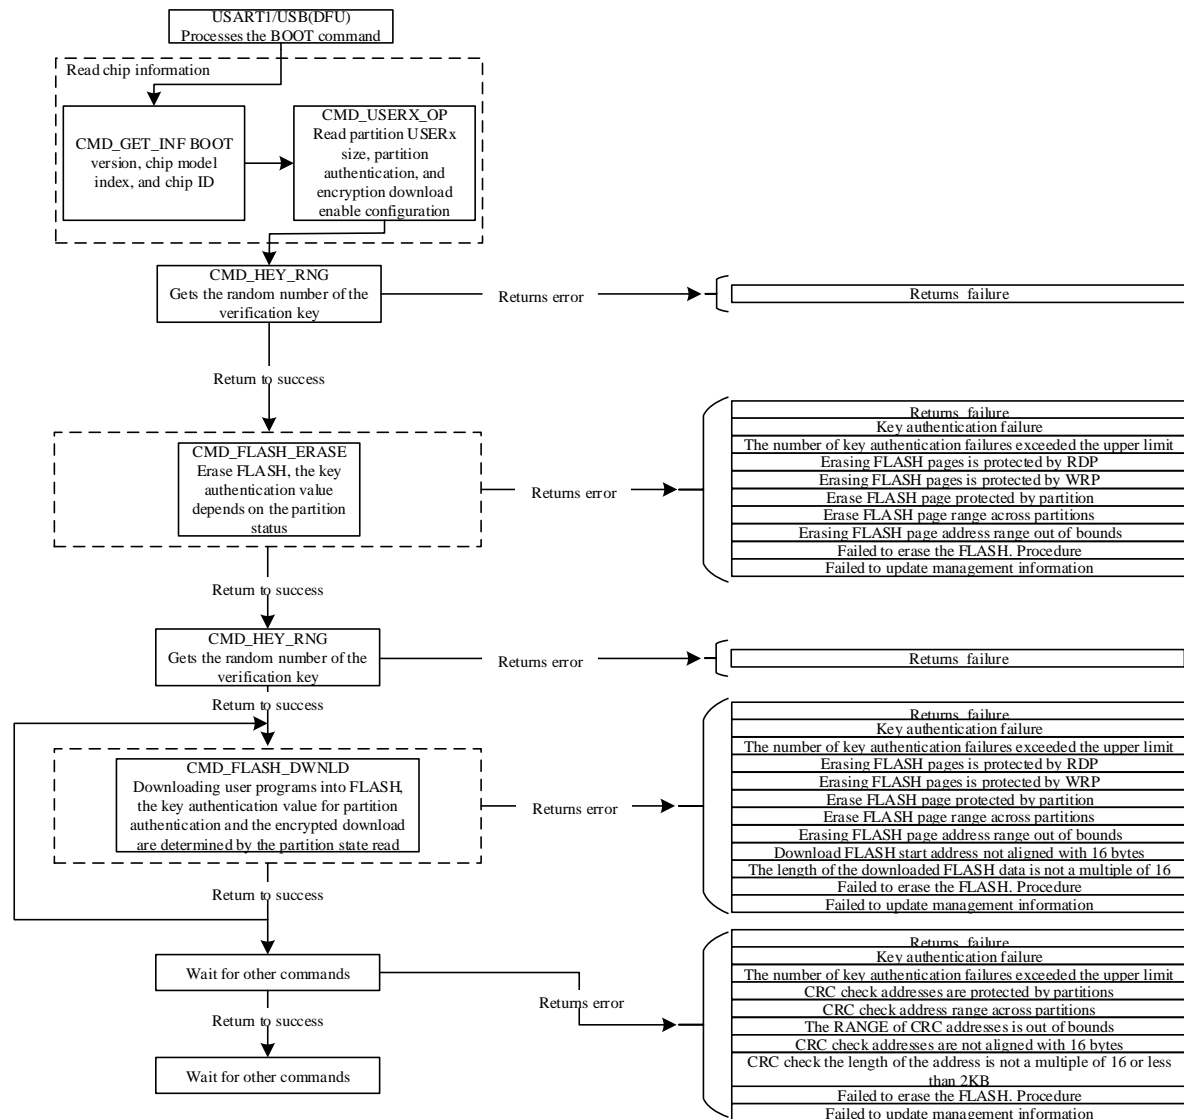 USART1/USB(DFU)
Processes the BOOT command
Read chip information
CMD_GET_INF BOOT
version, chip model
index, and chip ID
CMD_USERX_OP
Read partition USERx
size, partition
authentication, and
encryption download
enable configuration
CMD_HEY_RNG
Gets the random number of the
verification key
Returns error
Returns failure
Return to success
CMD_FLASH_ERASE
Erase FLASH, the key
authentication value
depends on the partition
status
Returns error
Returns failure
Key authentication failure
The number of key authentication failures exceeded the upper limit
Erasing FLASH pages is protected by RDP
Erasing FLASH pages is protected by WRP
Erase FLASH page protected by partition
Erase FLASH page range across partitions
Erasing FLASH page address range out of bounds
Failed to erase the FLASH. Procedure
Failed to update management information
Return to success
CMD_HEY_RNG
Gets the random number of the
verification key
Returns error
Returns failure
Return to success
CMD_FLASH_DWNLD
Downloading user programs into FLASH,
the key authentication value for partition
authentication and the encrypted download
are determined by the partition state read
Returns error
Returns failure
Key authentication failure
The number of key authentication failures exceeded the upper limit
Erasing FLASH pages is protected by RDP
Erasing FLASH pages is protected by WRP
Erase FLASH page protected by partition
Erase FLASH page range across partitions
Erasing FLASH page address range out of bounds
Download FLASH start address not aligned with 16 bytes
The length of the downloaded FLASH data is not a multiple of 16
Failed to erase the FLASH. Procedure
Failed to update management information
Return to success
Wait for other commands
Returns error
Returns failure
Key authentication failure
The number of key authentication failures exceeded the upper limit
CRC check addresses are protected by partitions
CRC check address range across partitions
The RANGE of CRC addresses is out of bounds
CRC check addresses are not aligned with 16 bytes
CRC check the length of the address is not a multiple of 16 or less
than 2KB
Failed to erase the FLASH. Procedure
Failed to update management information
Return to success
Wait for other commands